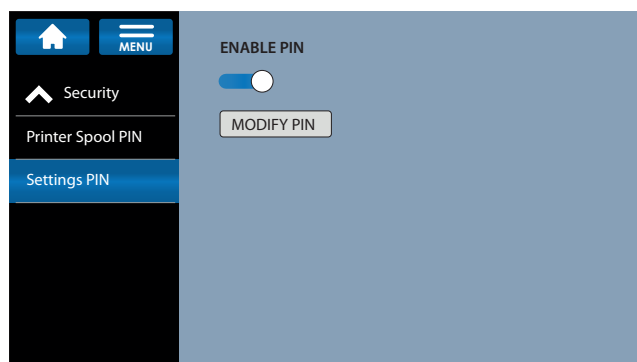 MENU
Security
Printer Spool PIN
Settings PIN
ENABLE PIN
MODIFY PIN